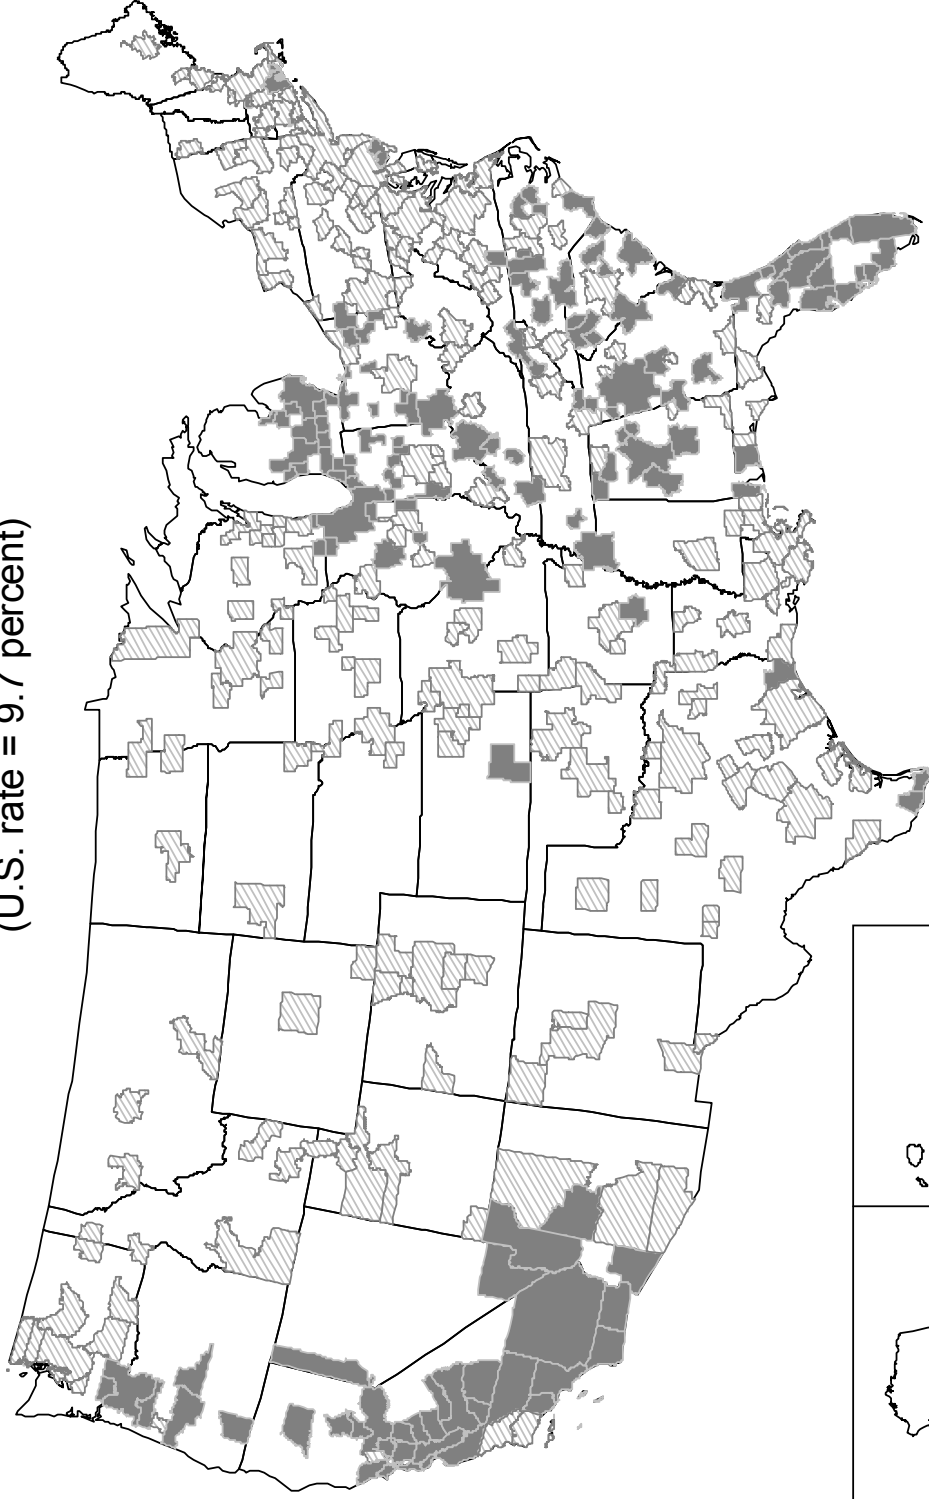 (U.S. rate = 9.7 percent)